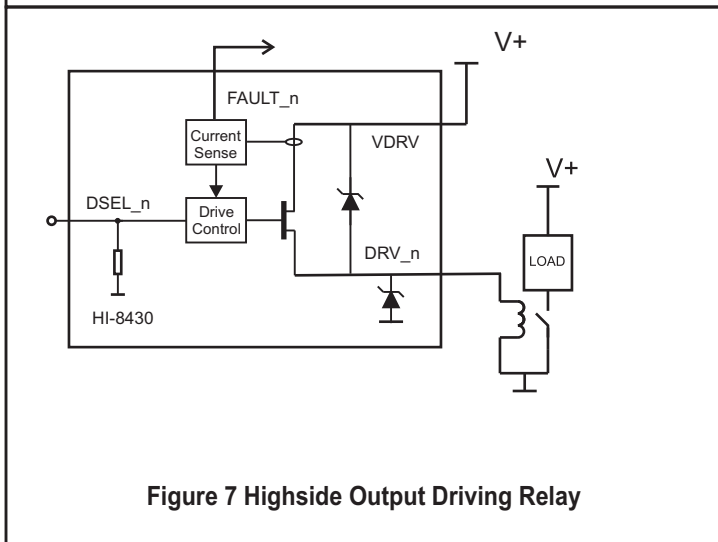 V+
FAULT_n
Current
Sense
VDRV
V+
DSEL_n
Drive
Control
DRV_n
LOAD
HI-8430
Figure 7 Highside Output Driving Relay